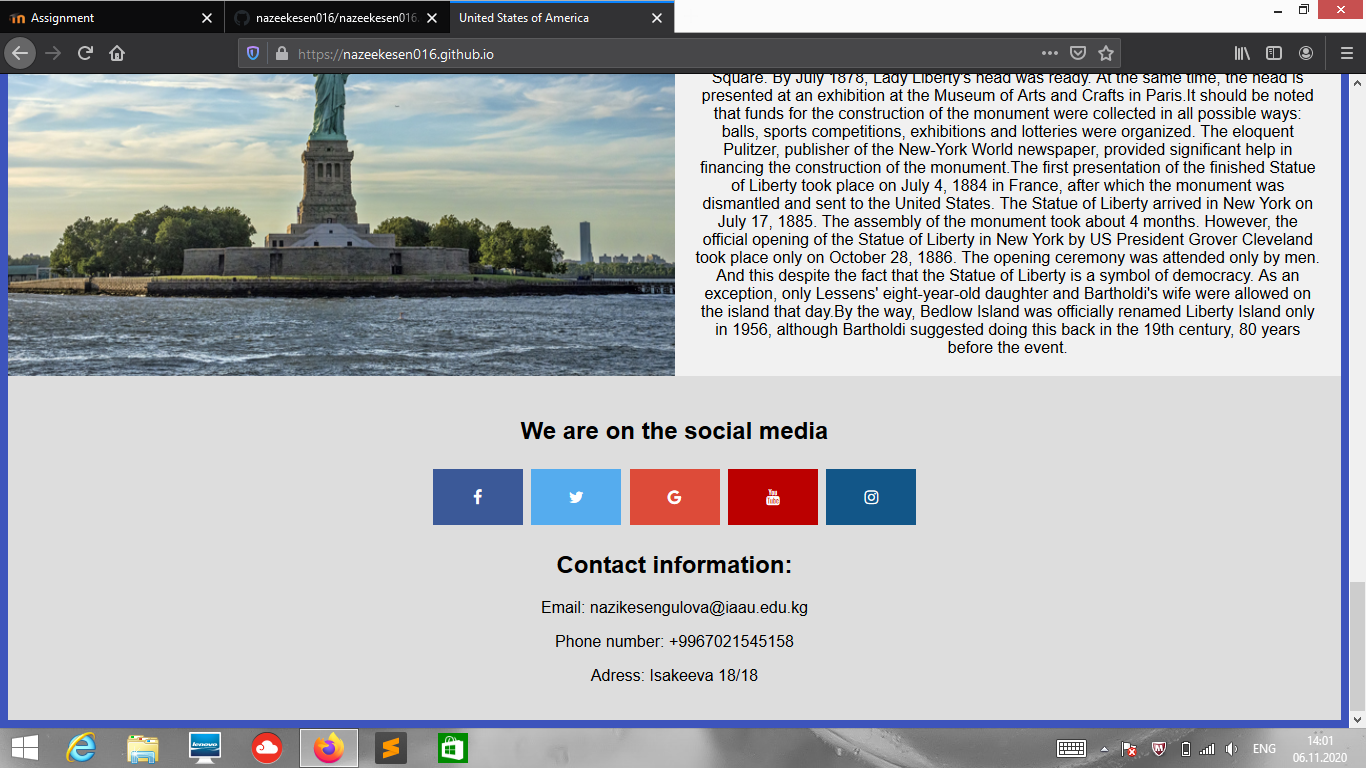 Assignment
nazeekesen016/nazeekesen016.
United States of America
https://nazeekesen016.github.io
Square. By July 1878, Lady Liberty's head was ready. At the same time, the head is
presented at an exhibition at the Museum of Arts and Crafts in Paris.It should be noted
that funds for the construction of the monument were collected in all possible ways:
balls, sports competitions, exhibitions and lotteries were organized. The eloquent
Pulitzer, publisher of the New-York World newspaper, provided significant help in
financing the construction of the monument.The first presentation of the finished Statue
of Liberty took place on July 4, 1884 in France, after which the monument was
dismantled and sent to the United States. The Statue of Liberty arrived in New York on
July 17, 1885. The assembly of the monument took about 4 months. However, the
official opening of the Statue of Liberty in New York by US President Grover Cleveland
took place only on October 28, 1886. The opening ceremony was attended only by men.
And this despite the fact that the Statue of Liberty is a symbol of democracy. As an
exception, only Lessens' eight-year-old daughter and Bartholdi's wife were allowed on
the island that day.By the way, Bedlow Island was officially renamed Liberty Island only
in 1956, although Bartholdi suggested doing this back in the 19th century, 80 years
before the event.
We are on the social media
You Tube
Contact information:
Email: nazikesengulova@iaau.edu.kg
Phone number: +9967021545158
Adress: Isakeeva 18/18
lenovo
ENG
14:01
06.11.2020